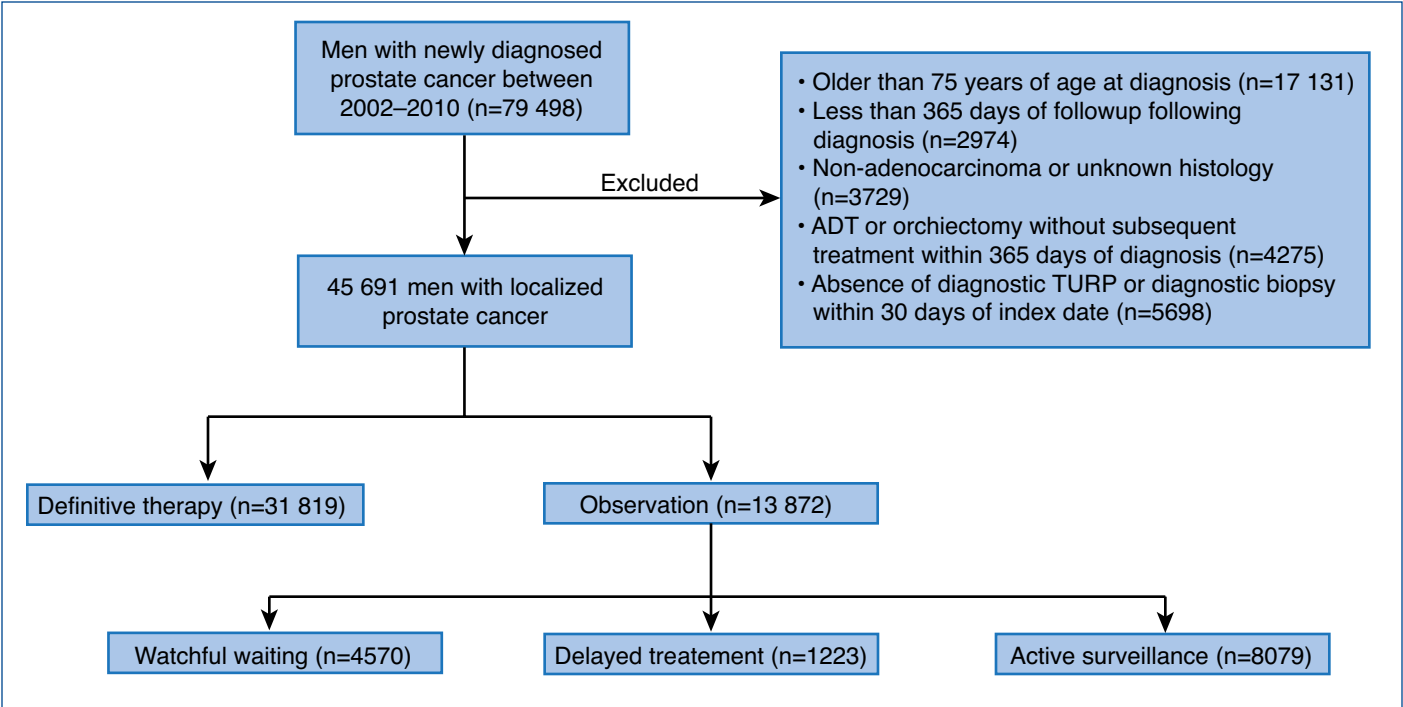 Men with newly diagnosed
prostate cancer between
2002–2010 (n=79 498)
Excluded
• Older than 75 years of age at diagnosis (n=17 131)
• Less than 365 days of followup following
diagnosis (n=2974)
• Non-adenocarcinoma or unknown histology
(n=3729)
• ADT or orchiectomy without subsequent
treatment within 365 days of diagnosis (n=4275)
• Absence of diagnostic TURP or diagnostic biopsy
within 30 days of index date (n=5698)
45 691 men with localized
prostate cancer
Definitive therapy (n=31 819)
Observation (n=13 872)
Watchful waiting (n=4570)
Delayed treatement (n=1223)
Active surveillance (n=8079)